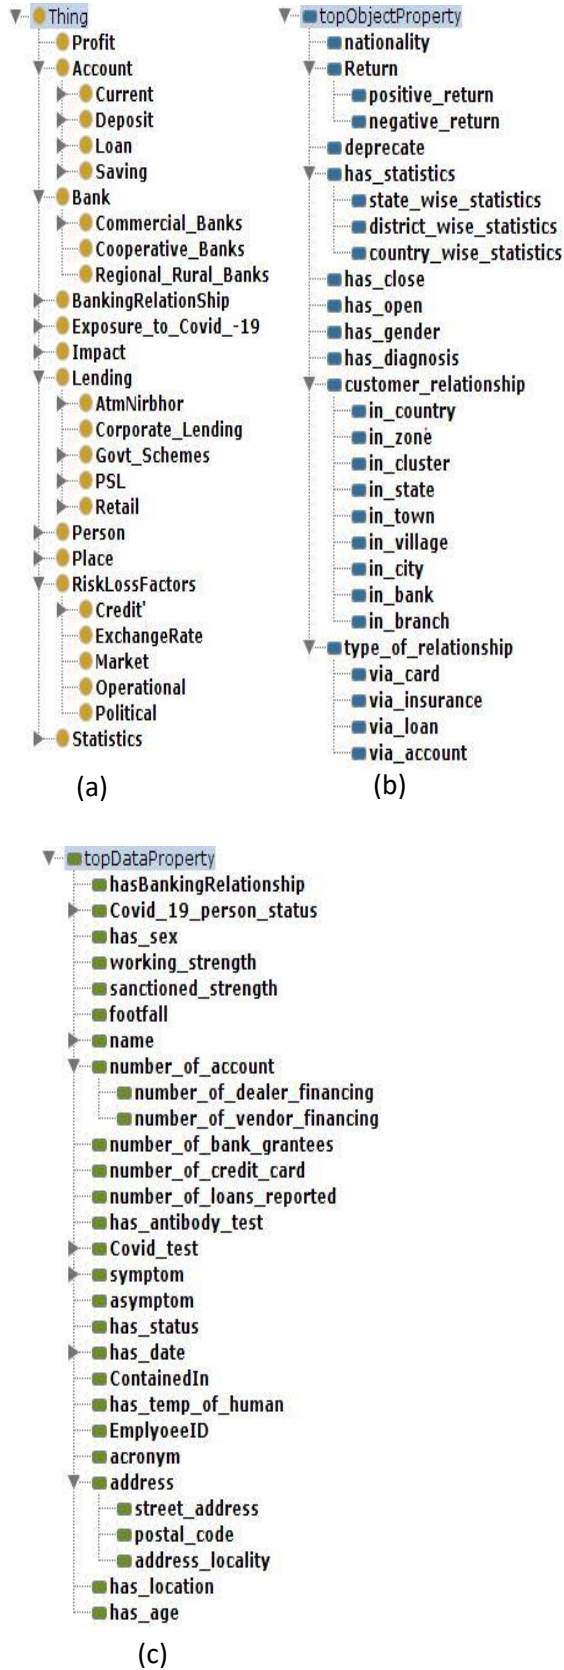 Thing
Profit
Account
Current
Deposit
Loan
Saving
Bank
Commercial_Banks
Cooperative_Banks
Regional_Rural_Banks
BankingRelationShip
Exposure_to_Covid_-19
Impact
Lending
AtmNirbhor
Corporate_Lending
Govt_Schemes
PSL
Retail
Person
Place
RiskLossFactors
Credit'
ExchangeRate
Market
Operational
Political
Statistics
(a)
topObjectProperty
nationality
Return
positive_return
negative_return
deprecate
has_statistics
state_wise_statistics
district_wise_statistics
country_wise_statistics
has_close
has_open
has_gender
has_diagnosis
customer_relationship
in_country
in_zone
in_cluster
in_state
in_town
in_village
in_city
in_bank
in_branch
type_of_relationship
via_card
via_insurance
via_loan
via_account
(b)
topDataProperty
hasBankingRelationship
Covid_19_person_status
has_sex
working_strength
sanctioned_strength
footfall
name
number_of_account
number_of_dealer_financing
number_of_vendor_financing
number_of_bank_grantees
number_of_credit_card
number_of_loans_reported
has_antibody_test
Covid_test
symptom
asymptom
has_status
has_date
ContainedIn
has_temp_of_human
EmplyoeeID
acronym
address
street_address
postal_code
address_locality
has_location
has_age
(c)